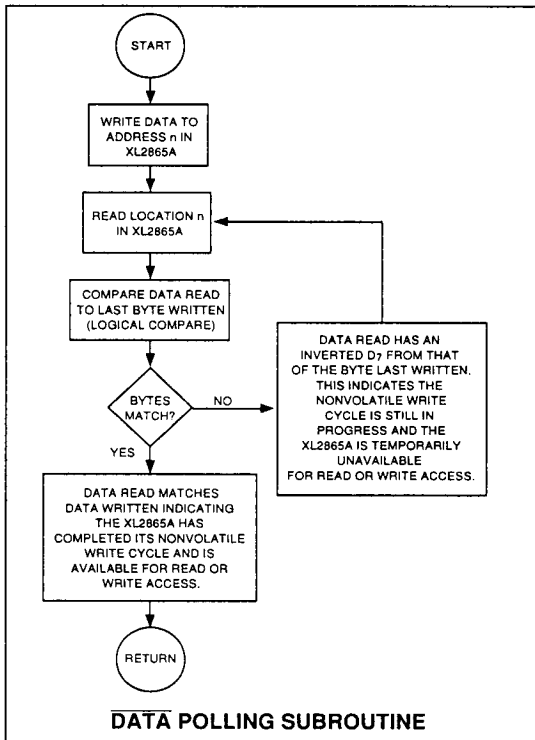 START
WRITE DATA TO
ADDRESS n IN
XL2865A
READ LOCATION n
IN XL2865A
COMPARE DATA READ
TO LAST BYTE WRITTEN
(LOGICAL COMPARE)
BYTES
MATCH?
NO
YES
DATA READ HAS AN
INVERTED D7 FROM THAT
OF THE BYTE LAST WRITTEN.
THIS INDICATES THE
NONVOLATILE WRITE
CYCLE IS STILL IN
PROGRESS AND THE
XL2865A IS TEMPORARILY
UNAVAILABLE
FOR READ OR WRITE ACCESS.
DATA READ MATCHES
DATA WRITTEN INDICATING
THE XL2865A HAS
COMPLETED ITS NONVOLATILE
WRITE CYCLE AND IS
AVAILABLE FOR READ OR
WRITE ACCESS.
RETURN
DATA POLLING SUBROUTINE